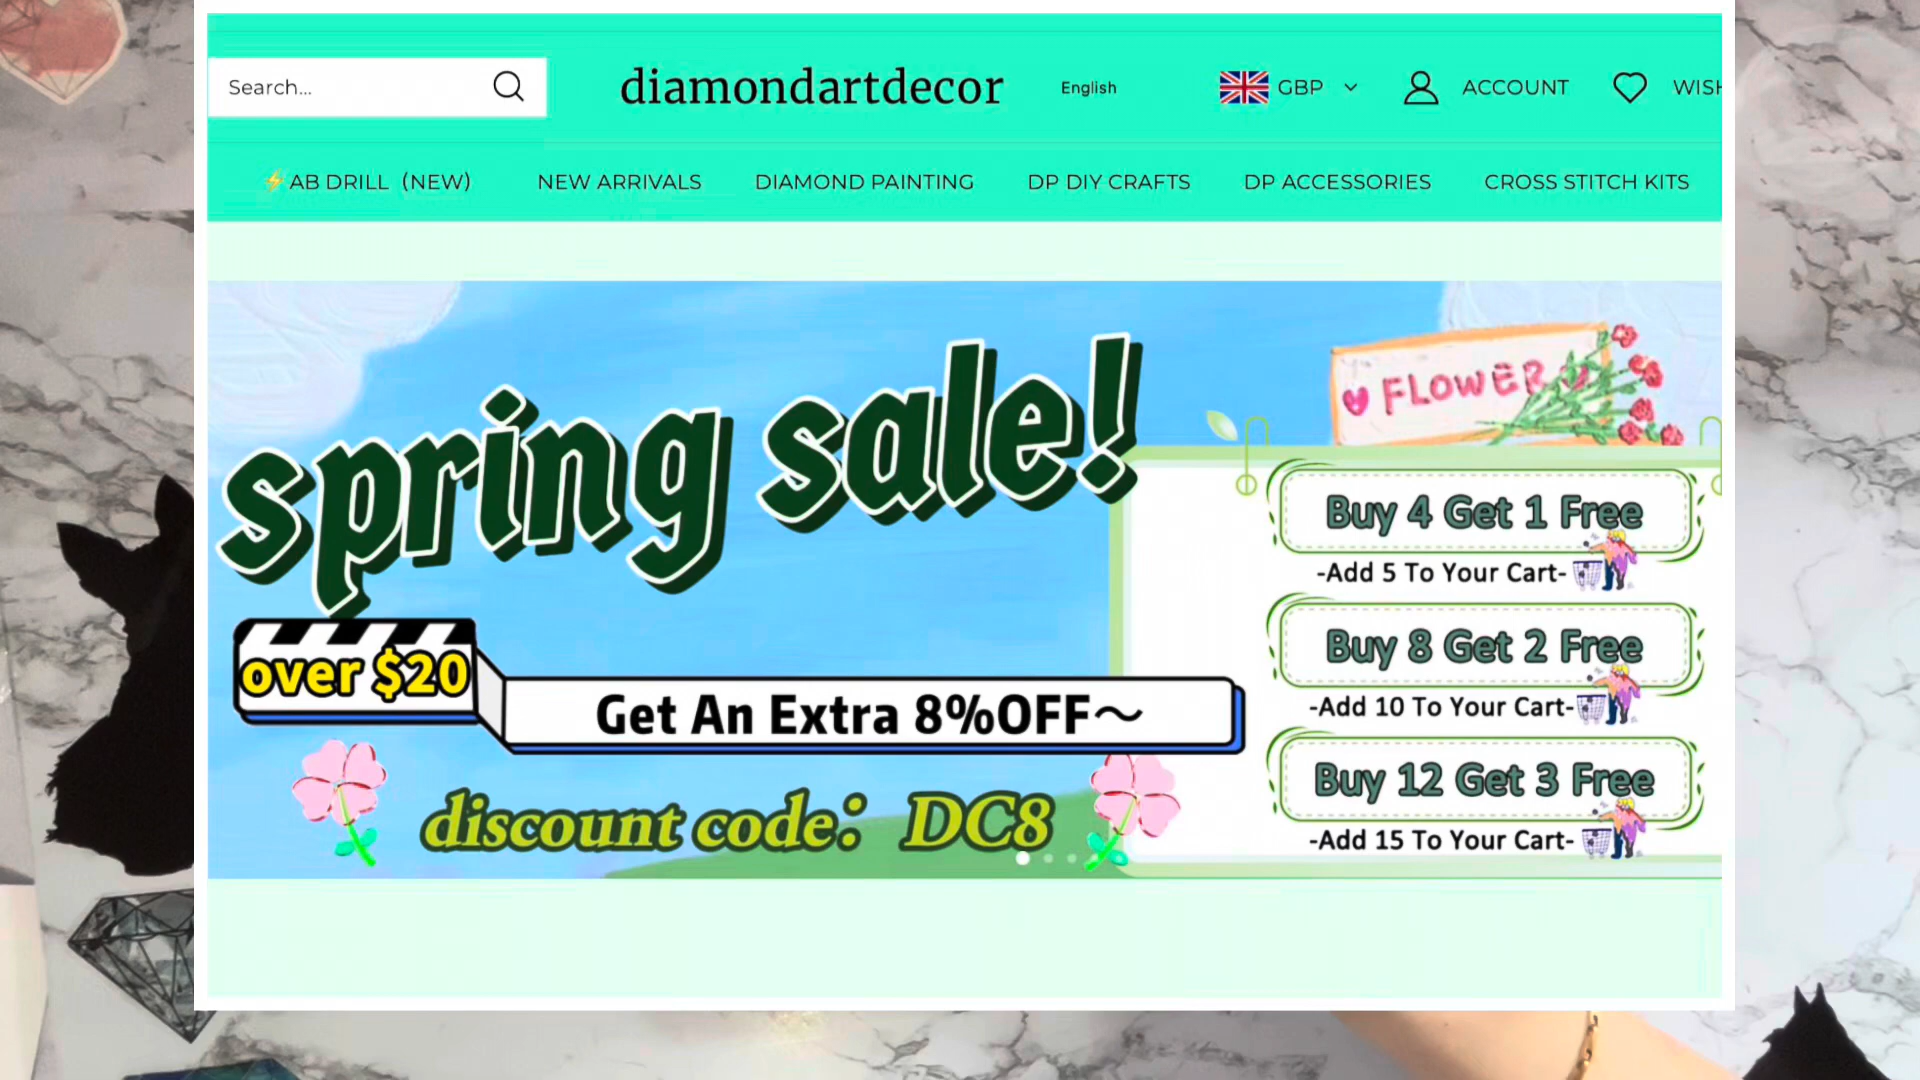 Search...
diamondartdecor
English
GBP
ACCOUNT
WISH
⚡AB DRILL (NEW)
NEW ARRIVALS
DIAMOND PAINTING
DP DIY CRAFTS
DP ACCESSORIES
CROSS STITCH KITS
spring sale!
FLOWER
over $20
Get An Extra 8%OFF～
discount code： DC8
Buy 4 Get 1 Free
-Add 5 To Your Cart-
Buy 8 Get 2 Free
-Add 10 To Your Cart-
Buy 12 Get 3 Free
-Add 15 To Your Cart-